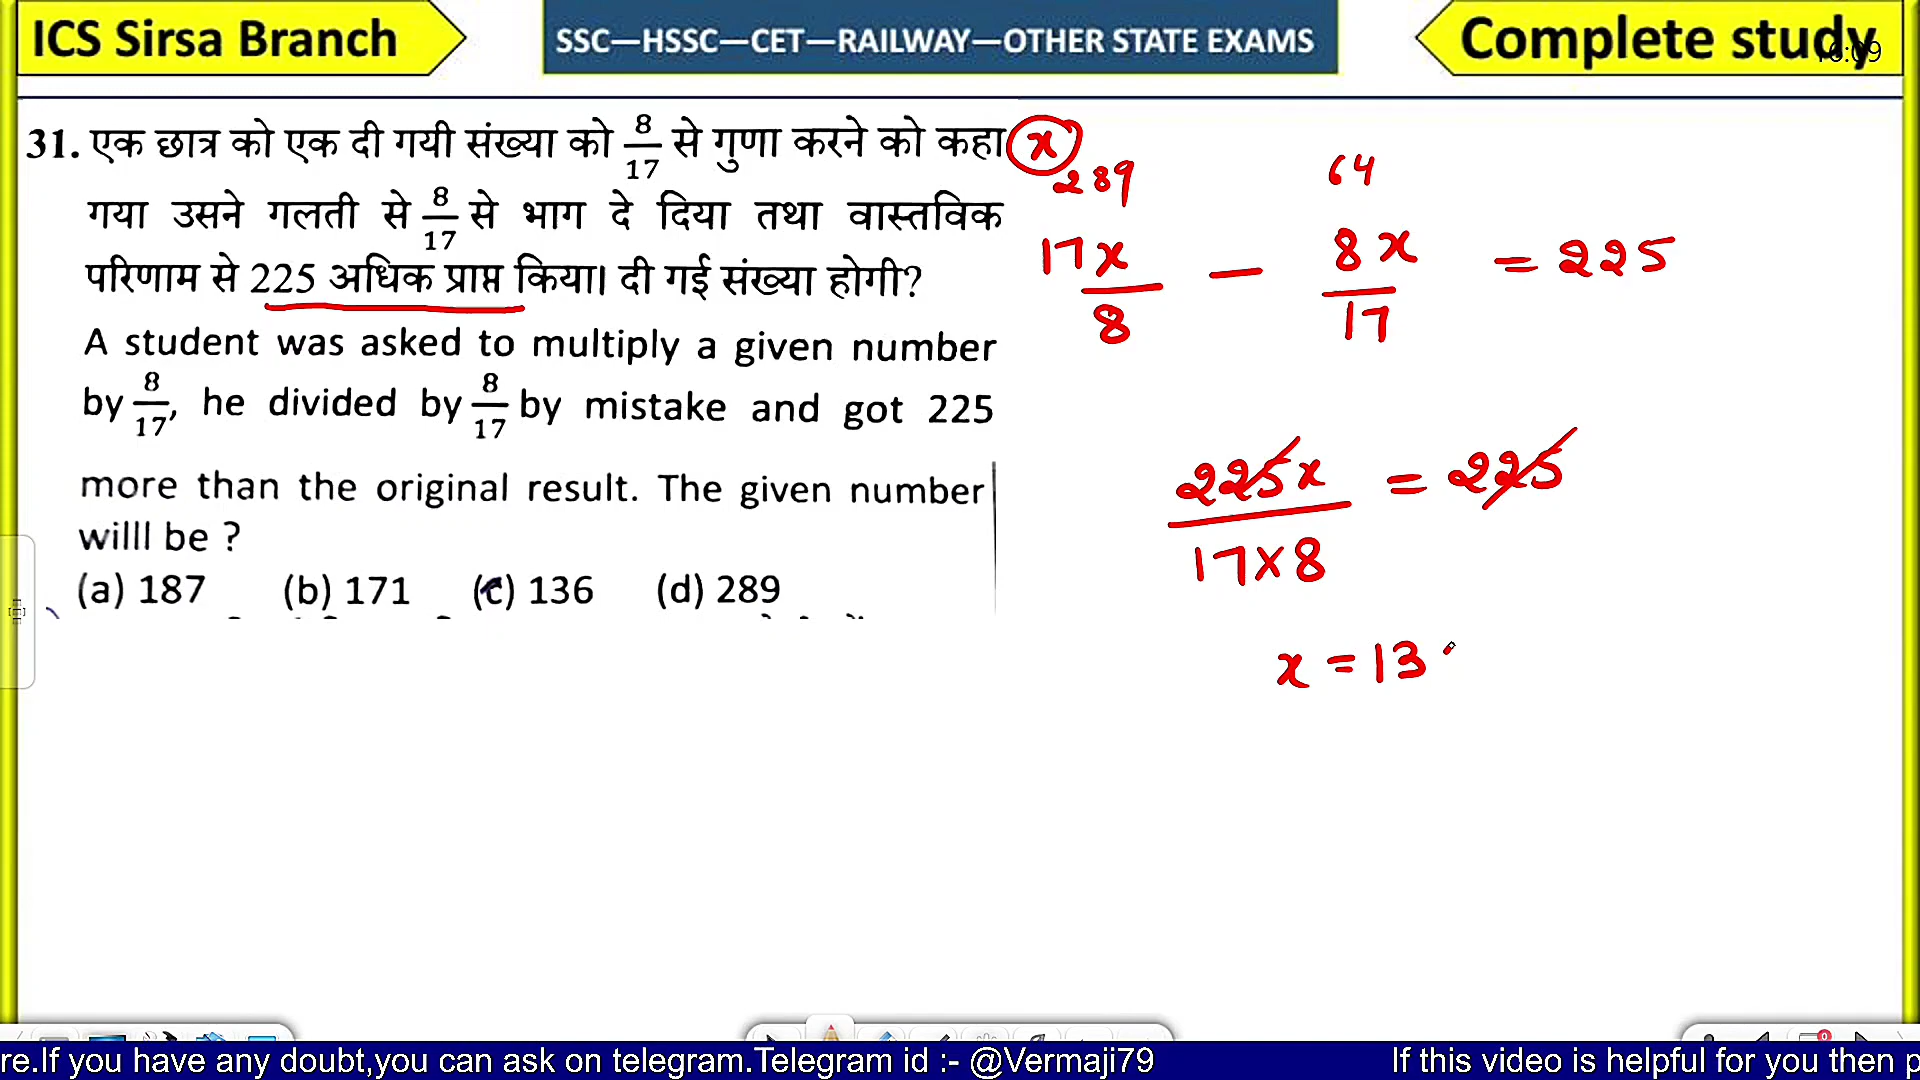 ICS Sirsa Branch
SSC—HSSC—CET—RAILWAY—OTHER STATE EXAMS
Complete study
31. एक छात्र को एक दी गयी संख्या को 8/17 से गुणा करने को कहा
गया उसने गलती से 8/17 से भाग दे दिया तथा वास्तविक
परिणाम से 225 अधिक प्राप्त किया। दी गई संख्या होगी?
A student was asked to multiply a given number
by 8/17, he divided by 8/17 by mistake and got 225
more than the original result. The given number
willl be ?
(a) 187 (b) 171 (c) 136 (d) 289
x
289 64
17x/8 — 8x/17 = 225
225x/17×8 = 225
x = 13
re.If you have any doubt,you can ask on telegram.Telegram id :- @Vermaji79 If this video is helpful for you then p